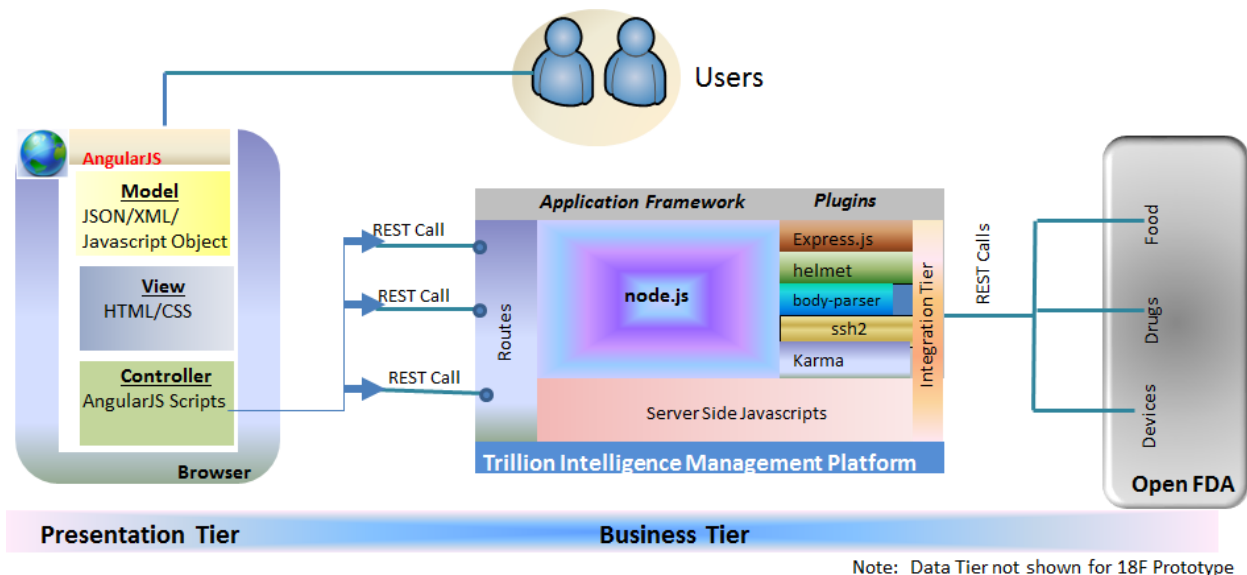 Users
AngularJS
Model
JSON/XML/
Javascript Object
View
HTML/CSS
Controller
AngularJS Scripts
Browser
REST Call
REST Call
REST Call
Application Framework
Plugins
Routes
node.js
Express.js
helmet
body-parser
ssh2
Karma
Integration Tier
Server Side Javascripts
Trillion Intelligence Management Platform
REST Calls
Food
Drugs
Devices
Open FDA
Presentation Tier
Business Tier
Note: Data Tier not shown for 18F Prototype